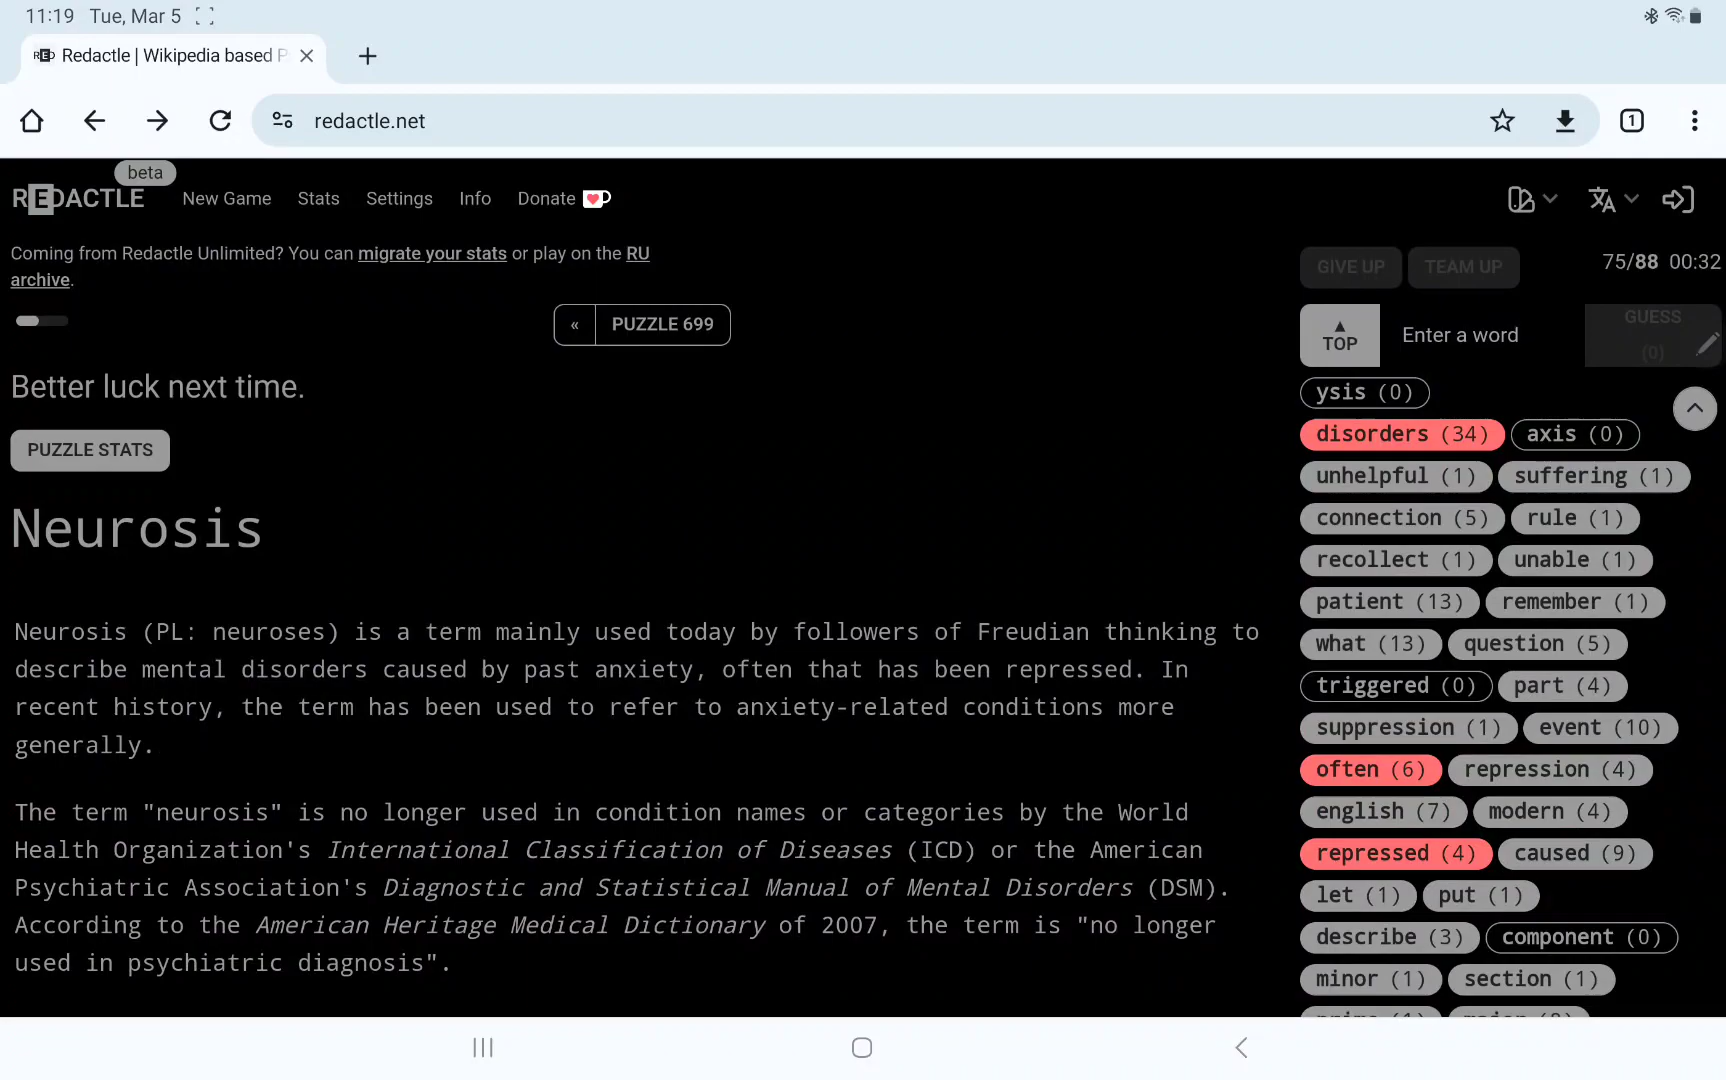 11:19 Tue, Mar 5
Redactle | Wikipedia based P
redactle.net
1
beta
REDACTLE New Game Stats Settings Info Donate
Coming from Redactle Unlimited? You can migrate your stats or play on the RU
archive.
GIVE UP TEAM UP 75/88 00:32
« PUZZLE 699
▲ TOP Enter a word GUESS
(0)
Better luck next time.
PUZZLE STATS
Neurosis
Neurosis (PL: neuroses) is a term mainly used today by followers of Freudian thinking to
describe mental disorders caused by past anxiety, often that has been repressed. In
recent history, the term has been used to refer to anxiety-related conditions more
generally.
The term "neurosis" is no longer used in condition names or categories by the World
Health Organization's International Classification of Diseases (ICD) or the American
Psychiatric Association's Diagnostic and Statistical Manual of Mental Disorders (DSM).
According to the American Heritage Medical Dictionary of 2007, the term is "no longer
used in psychiatric diagnosis".
ysis (0)
disorders (34) axis (0)
unhelpful (1) suffering (1)
connection (5) rule (1)
recollect (1) unable (1)
patient (13) remember (1)
what (13) question (5)
triggered (0) part (4)
suppression (1) event (10)
often (6) repression (4)
english (7) modern (4)
repressed (4) caused (9)
let (1) put (1)
describe (3) component (0)
minor (1) section (1)